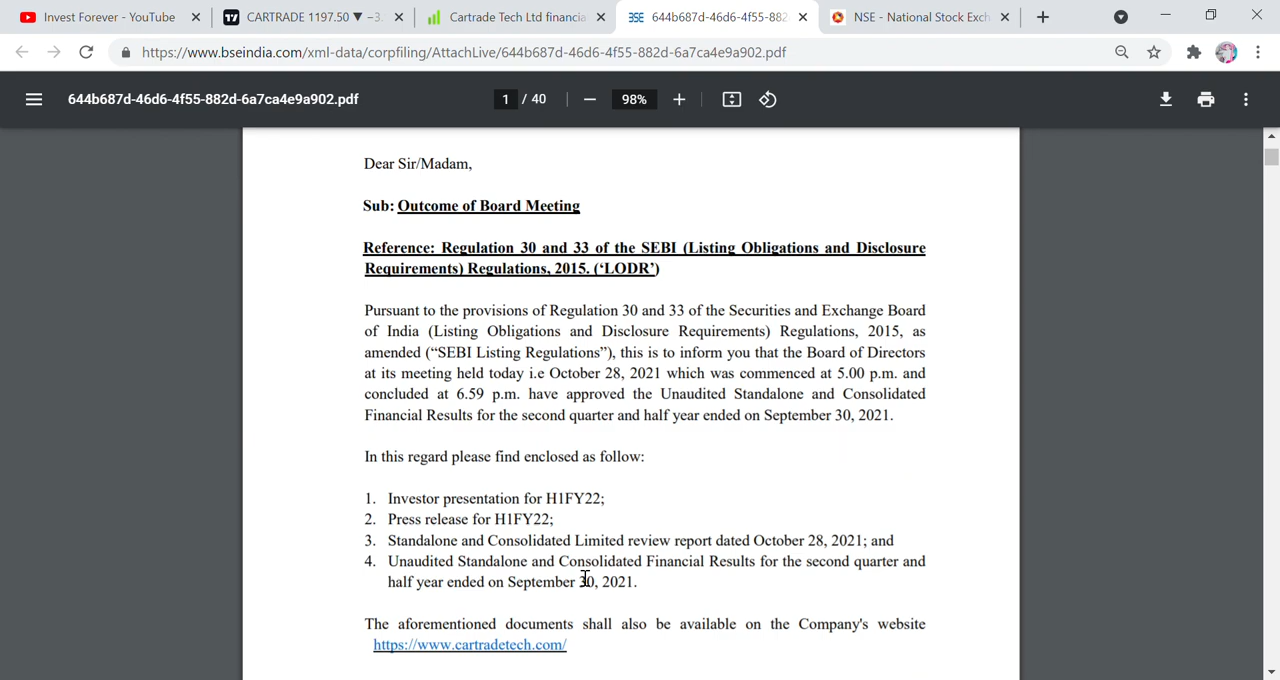 Invest Forever - YouTube
CARTRADE 1197.50 ▼ −3.
Cartrade Tech Ltd financia
BSE 644b687d-46d6-4f55-882
NSE - National Stock Exch
https://www.bseindia.com/xml-data/corpfiling/AttachLive/644b687d-46d6-4f55-882d-6a7ca4e9a902.pdf
644b687d-46d6-4f55-882d-6a7ca4e9a902.pdf
1 / 40
98%
Dear Sir/Madam,
Sub: Outcome of Board Meeting
Reference: Regulation 30 and 33 of the SEBI (Listing Obligations and Disclosure
Requirements) Regulations, 2015. (‘LODR’)
Pursuant to the provisions of Regulation 30 and 33 of the Securities and Exchange Board
of India (Listing Obligations and Disclosure Requirements) Regulations, 2015, as
amended (“SEBI Listing Regulations”), this is to inform you that the Board of Directors
at its meeting held today i.e October 28, 2021 which was commenced at 5.00 p.m. and
concluded at 6.59 p.m. have approved the Unaudited Standalone and Consolidated
Financial Results for the second quarter and half year ended on September 30, 2021.
In this regard please find enclosed as follow:
1. Investor presentation for H1FY22;
2. Press release for H1FY22;
3. Standalone and Consolidated Limited review report dated October 28, 2021; and
4. Unaudited Standalone and Consolidated Financial Results for the second quarter and
half year ended on September 30, 2021.
The aforementioned documents shall also be available on the Company's website
https://www.cartradetech.com/